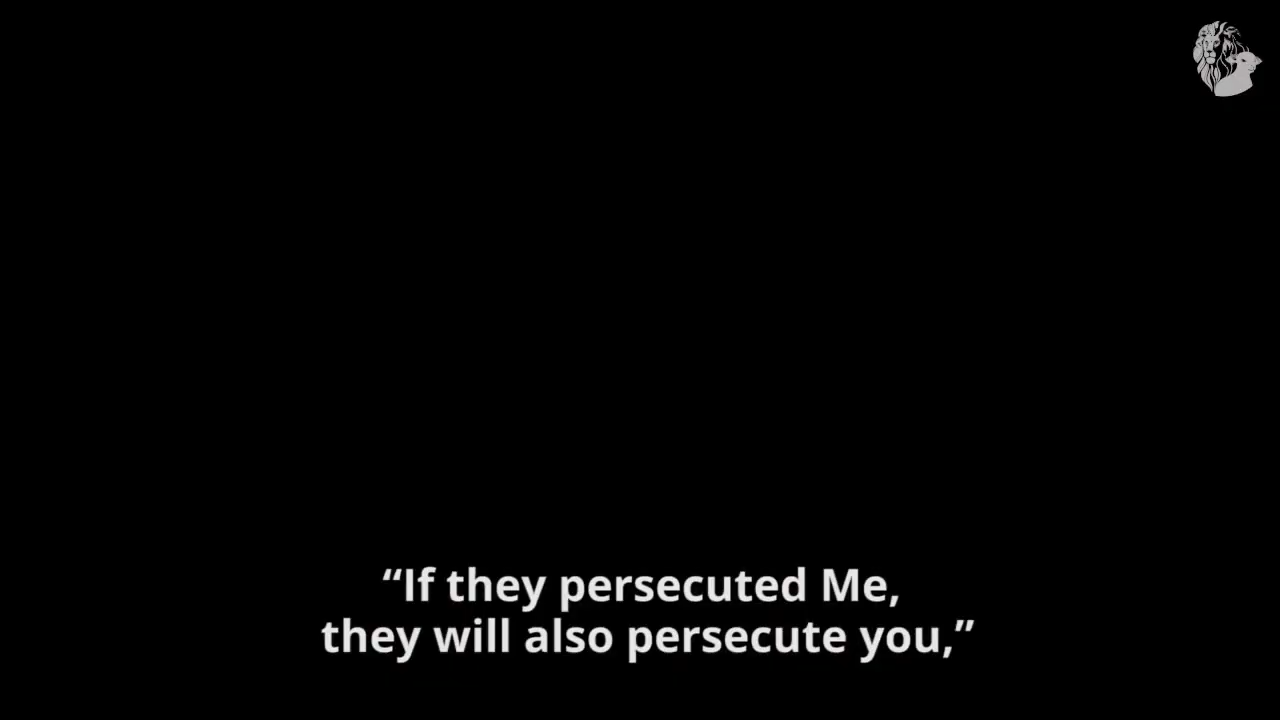 “If they persecuted Me,
they will also persecute you,”